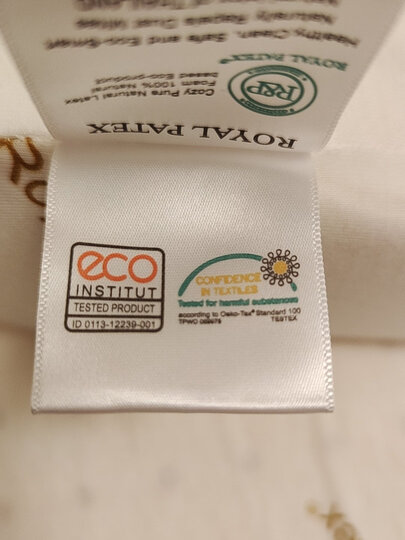 ROYAL PATEX
Cozy Pure Natural Latex
Foam 100% Natural
based Eco-product
R&P
ROYAL PATEX
Healthy, Clean, Safe and Eco-Smart
Naturally Repels Dust Mites
eco
INSTITUT
TESTED PRODUCT
ID 0113-12239-001
CONFIDENCE
IN TEXTILES
Tested for harmful substances
according to Oeko-Tex® Standard 100
TESTEX